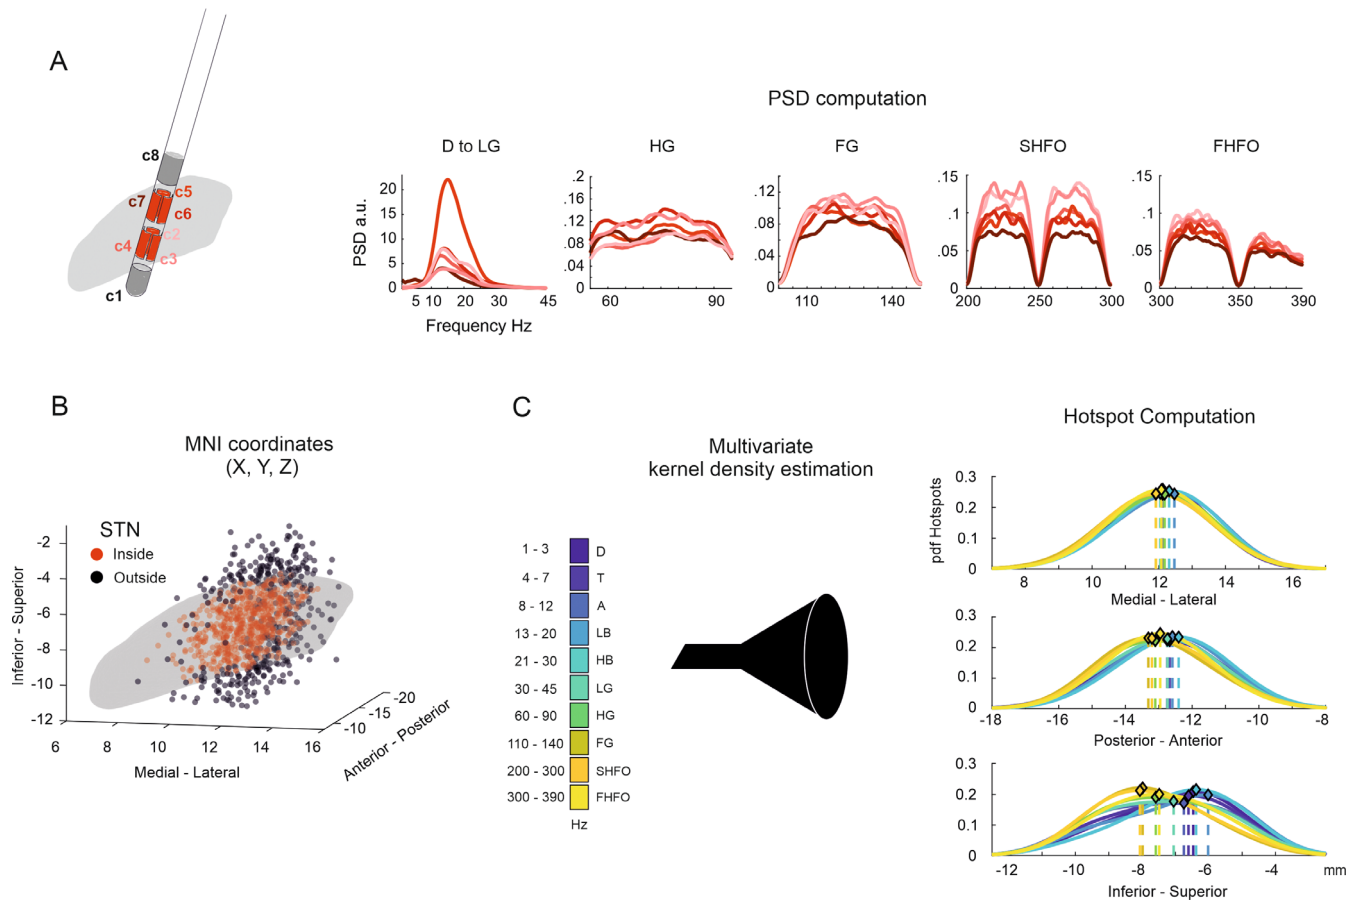 A
c8
c5
c7
c6
c2
c4
c3
c1
PSD computation
D to LG
HG
FG
SHFO
FHFO
PSD a.u.
20
15
10
5
0
5 10 20 30 45
Frequency Hz
.2
.16
.12
.08
.04
0
60 90
.12
.08
.04
0
110 140
.15
.1
.05
0
200 250 300
.15
.1
.05
0
300 350 390
B
MNI coordinates
(X, Y, Z)
STN
Inside
Outside
Inferior - Superior
-2
-4
-6
-8
-10
-12
6 8 10 12 14 16
Medial - Lateral
-10 -15 -20
Anterior - Posterior
C
Multivariate
kernel density estimation
1 - 3 D
4 - 7 T
8 - 12 A
13 - 20 LB
21 - 30 HB
30 - 45 LG
60 - 90 HG
110 - 140 FG
200 - 300 SHFO
300 - 390 FHFO
Hz
Hotspot Computation
pdf Hotspots
0.3
0.2
0.1
0
8 10 12 14 16
Medial - Lateral
0.3
0.2
0.1
0
-18 -14 -12 -10 -8
Posterior - Anterior
0.3
0.2
0.1
0
-12 -10 -8 -6 -4 mm
Inferior - Superior